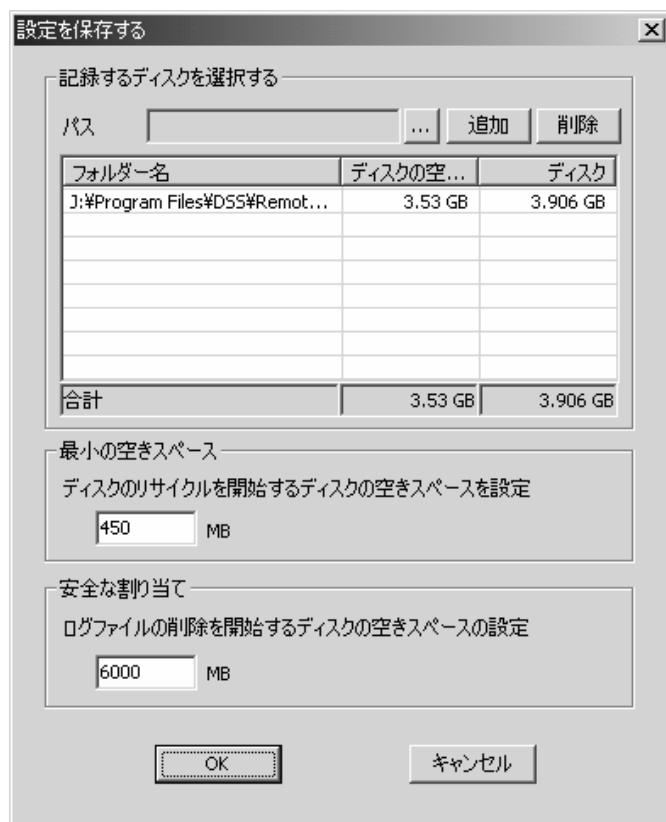 設定を保存する
記録するディスクを選択する
パス ... 追加 削除
フォルダー名 ディスクの空... ディスク
J:¥Program Files¥DSS¥Remot... 3.53 GB 3.906 GB
合計 3.53 GB 3.906 GB
最小の空きスペース
ディスクのリサイクルを開始するディスクの空きスペースを設定
450 MB
安全な割り当て
ログファイルの削除を開始するディスクの空きスペースの設定
6000 MB
OK キャンセル